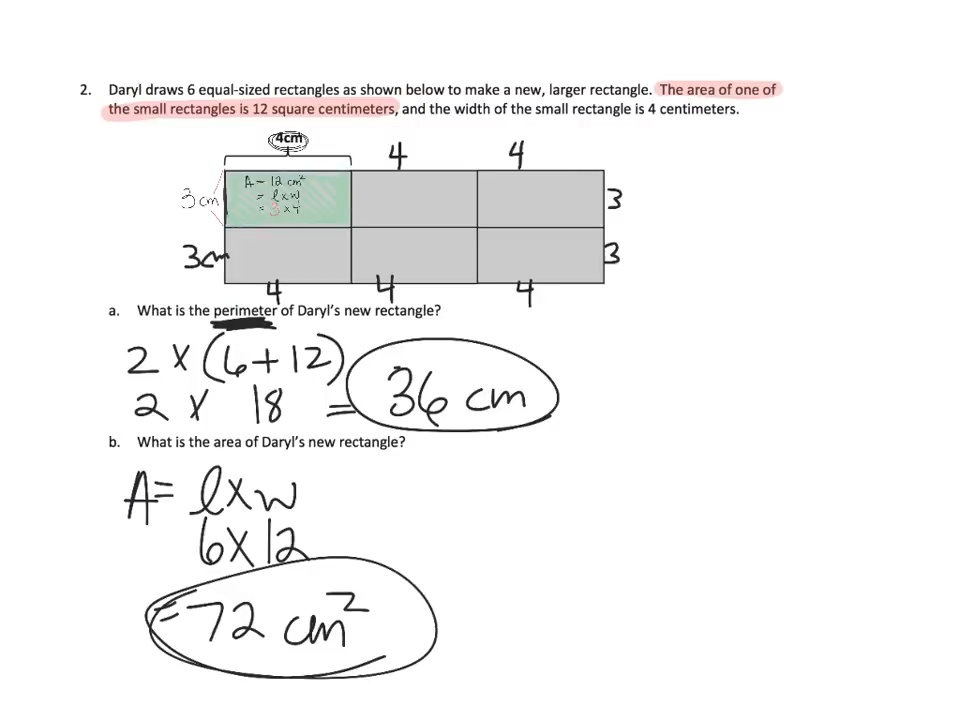 2. Daryl draws 6 equal-sized rectangles as shown below to make a new, larger rectangle. The area of one of
the small rectangles is 12 square centimeters, and the width of the small rectangle is 4 centimeters.
4cm
4
4
3cm
A = 12 cm²
= l x w
= 3 x 4
3
3cm
3
4
4
4
a. What is the perimeter of Daryl's new rectangle?
2 x (6+12)
2 x 18 = 36 cm
b. What is the area of Daryl's new rectangle?
A = l x w
6 x 12
= 72 cm²